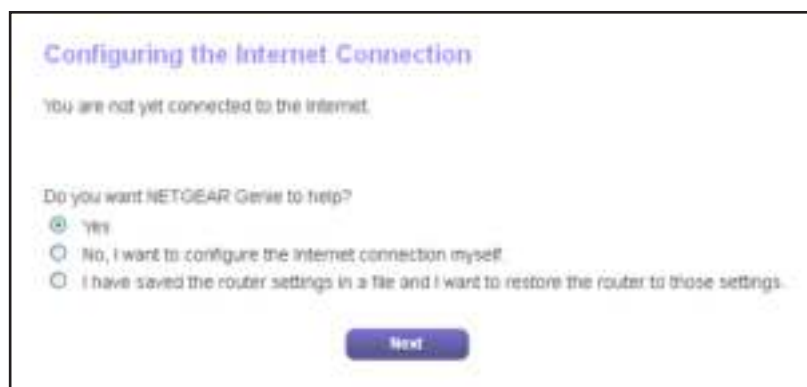 Configuring the Internet Connection
You are not yet connected to the Internet.
Do you want NETGEAR Genie to help?
Yes
No, I want to configure the Internet connection myself.
I have saved the router settings in a file and I want to restore the router to those settings.
Next